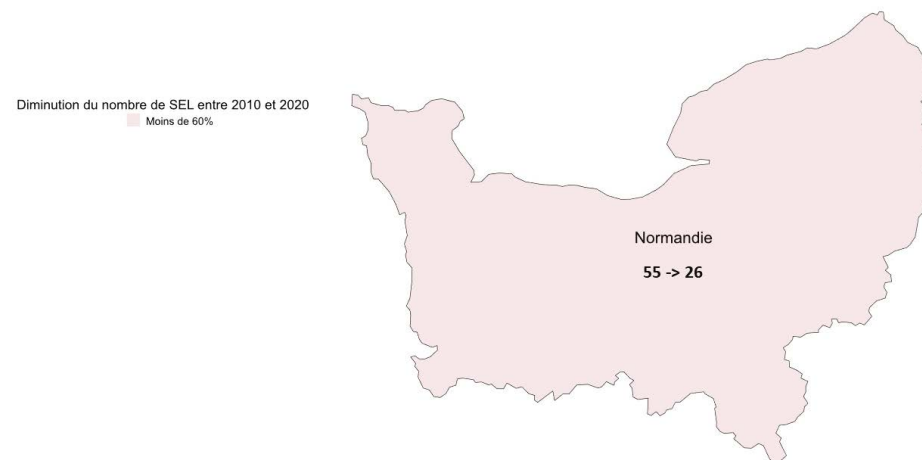 Diminution du nombre de SEL entre 2010 et 2020
Moins de 60%
Normandie
55 -> 26